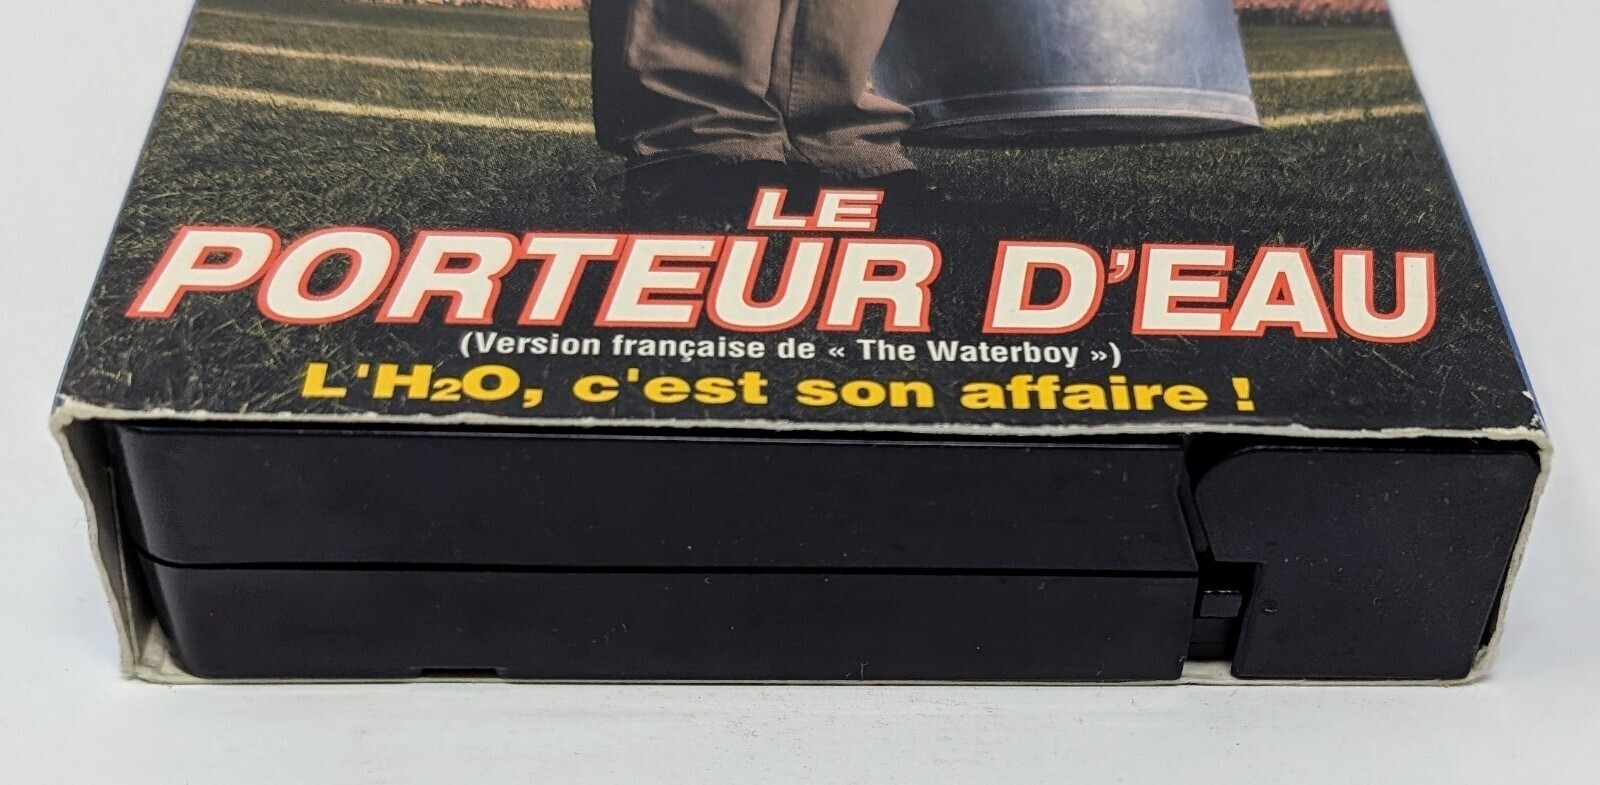 LE
PORTEUR D'EAU
(Version française de « The Waterboy »)
L'H2O, c'est son affaire !